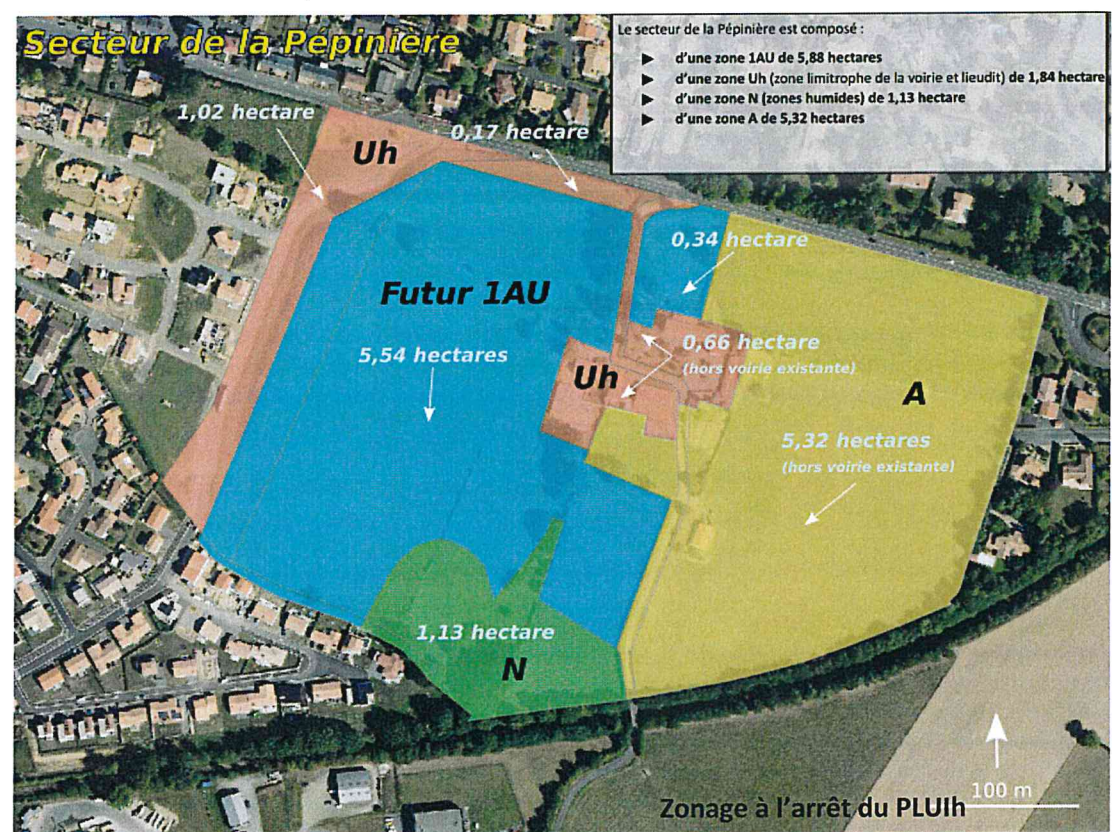 Secteur de la Pépinière
Le secteur de la Pépinière est composé :
► d'une zone 1AU de 5,88 hectares
► d'une zone Uh (zone limitrophe de la voirie et lieudit) de 1,84 hectare
► d'une zone N (zones humides) de 1,13 hectare
► d'une zone A de 5,32 hectares
1,02 hectare
0,17 hectare
Uh
0,34 hectare
Futur 1AU
5,54 hectares
0,66 hectare
(hors voirie existante)
Uh
A
5,32 hectares
(hors voirie existante)
1,13 hectare
N
100 m
Zonage à l'arrêt du PLUIh